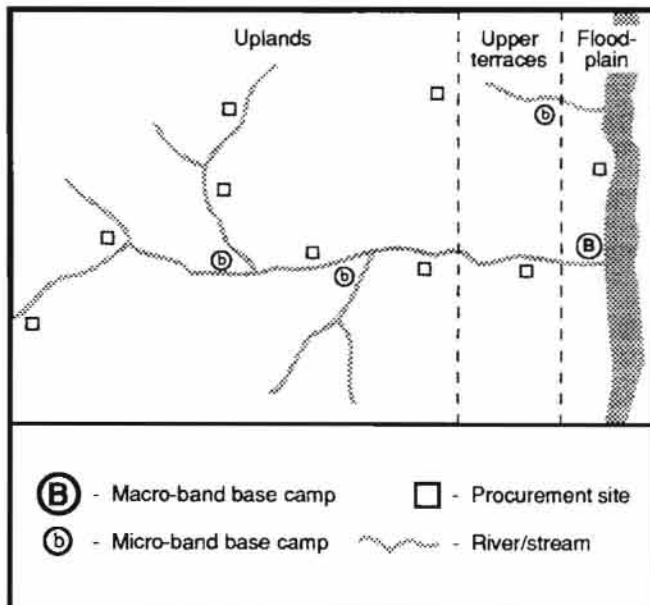 Uplands
Upper
terraces
Flood-
plain
b
B
b
b
B - Macro-band base camp
- Procurement site
b - Micro-band base camp
- River/stream